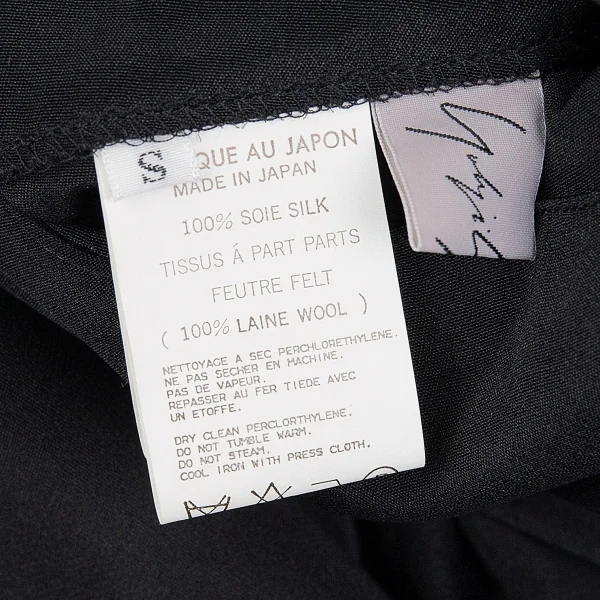 S
QUE AU JAPON
MADE IN JAPAN
100% SOIE SILK
TISSUS Á PART PARTS
FEUTRE FELT
( 100% LAINE WOOL )
NETTOYAGE A SEC PERCHLORETHYLENE.
NE PAS SECHER EN MACHINE.
PAS DE VAPEUR.
REPASSER AU FER TIEDE AVEC
UN ETOFFE.
DRY CLEAN PERCLORTHYLENE.
DO NOT TUMBLE WARM.
DO NOT STEAM.
COOL IRON WITH PRESS CLOTH.